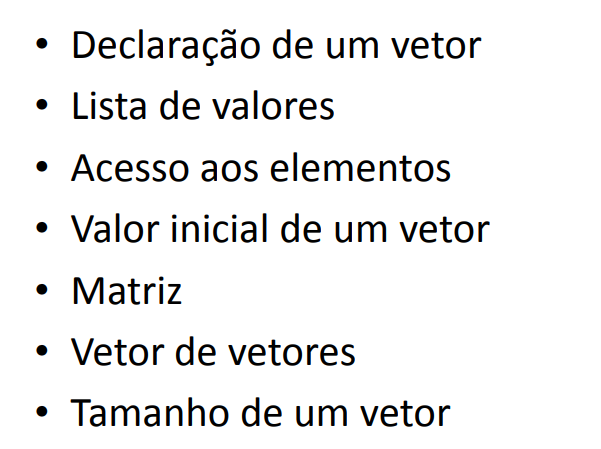 • Declaração de um vetor
• Lista de valores
• Acesso aos elementos
• Valor inicial de um vetor
• Matriz
• Vetor de vetores
• Tamanho de um vetor